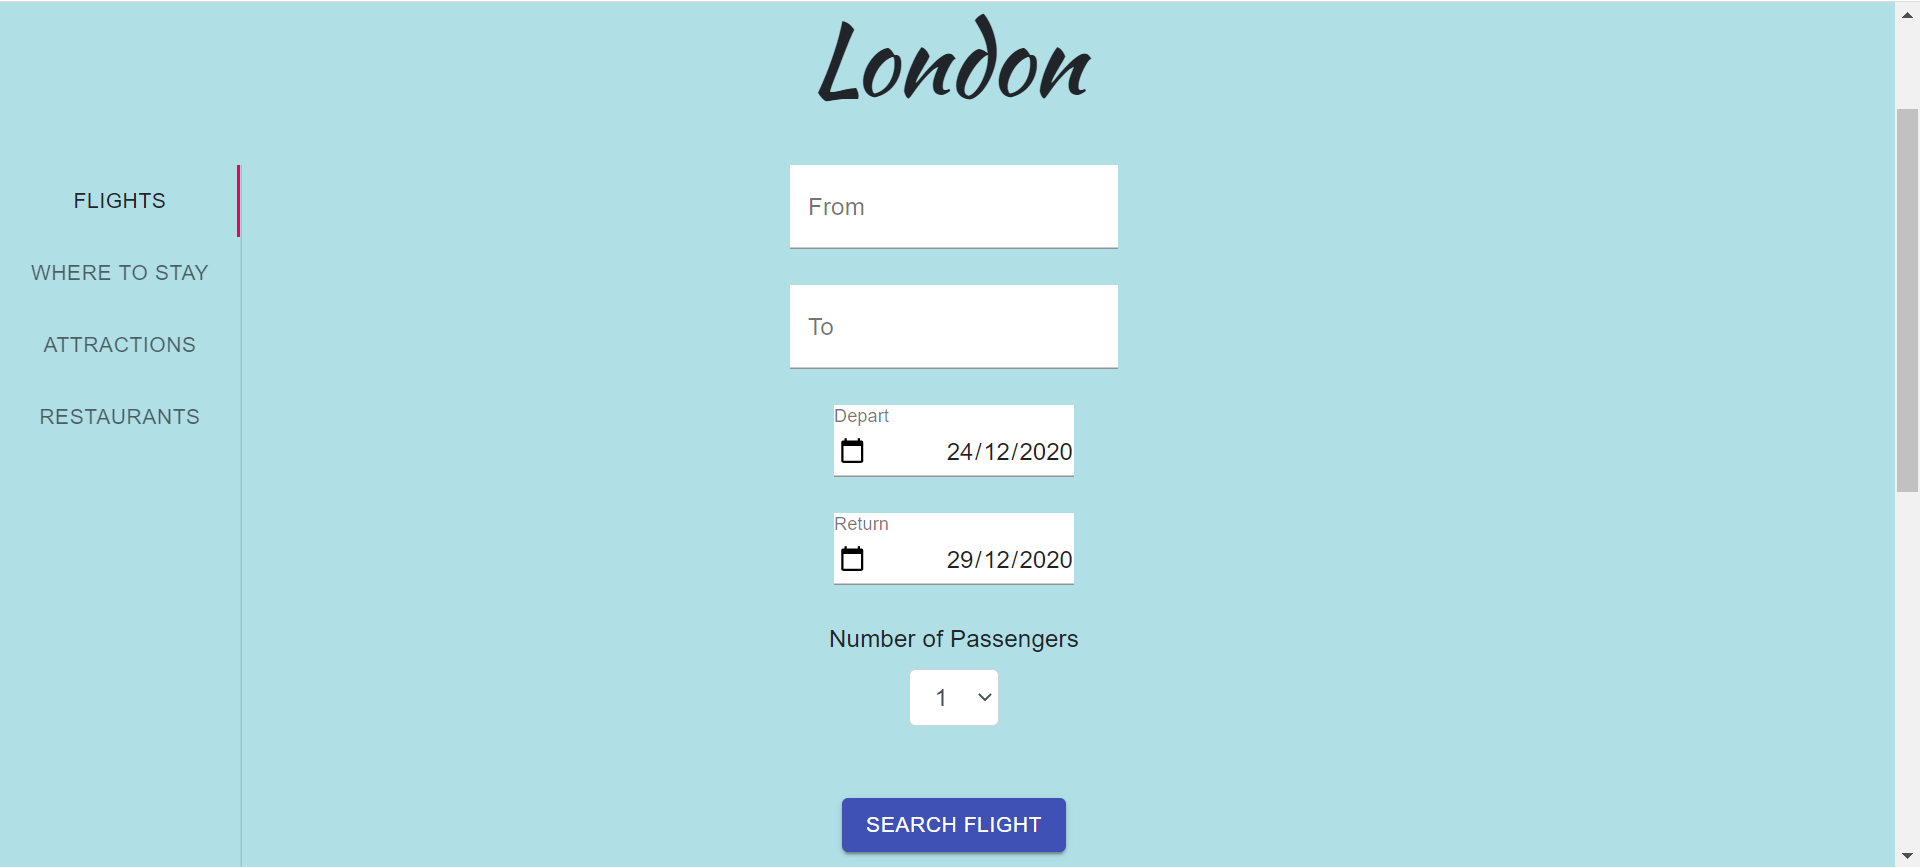 London
FLIGHTS
WHERE TO STAY
ATTRACTIONS
RESTAURANTS
From
To
Depart
24/12/2020
Return
29/12/2020
Number of Passengers
1
SEARCH FLIGHT